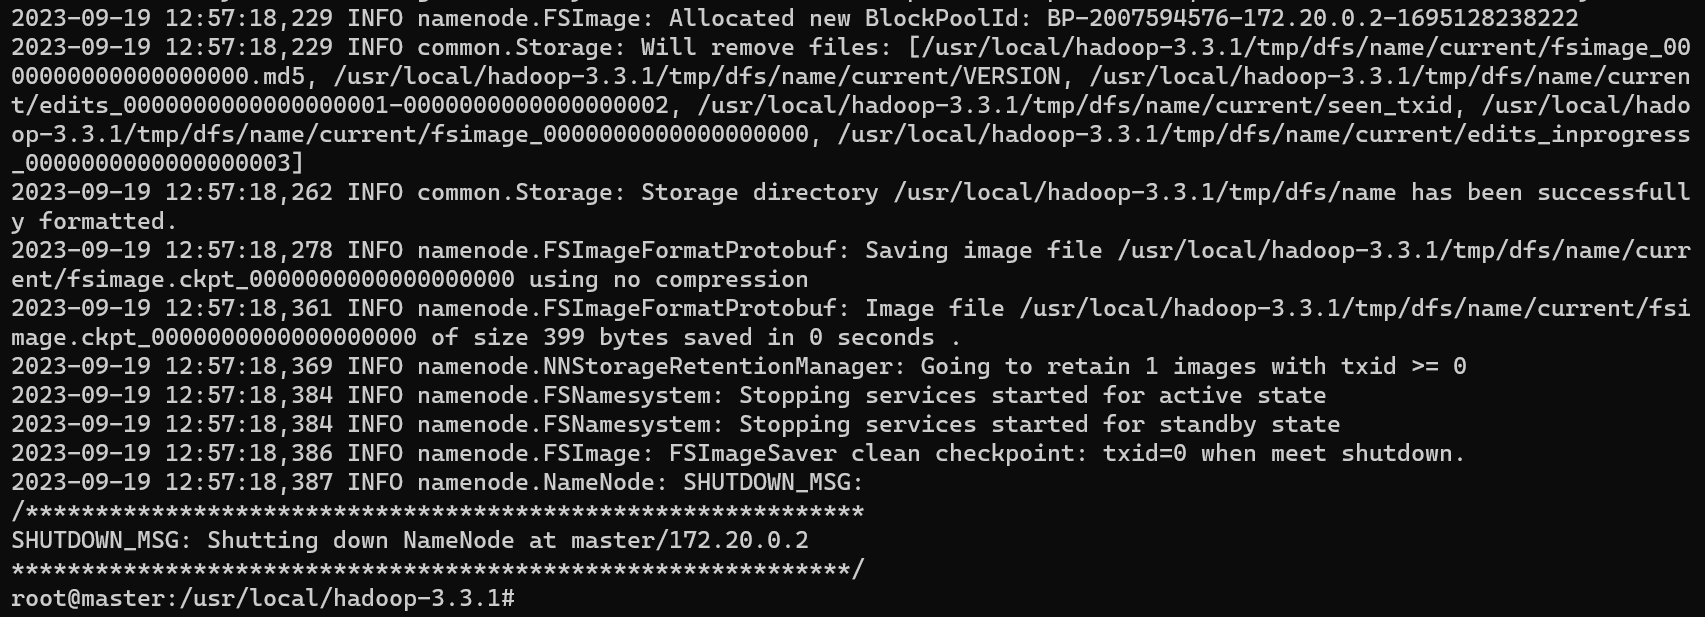 2023-09-19 12:57:18,229 INFO namenode.FSImage: Allocated new BlockPoolId: BP-2007594576-172.20.0.2-1695128238222
2023-09-19 12:57:18,229 INFO common.Storage: Will remove files: [/usr/local/hadoop-3.3.1/tmp/dfs/name/current/fsimage_00
00000000000000000.md5, /usr/local/hadoop-3.3.1/tmp/dfs/name/current/VERSION, /usr/local/hadoop-3.3.1/tmp/dfs/name/curren
t/edits_0000000000000000001-0000000000000000002, /usr/local/hadoop-3.3.1/tmp/dfs/name/current/seen_txid, /usr/local/hado
op-3.3.1/tmp/dfs/name/current/fsimage_0000000000000000000, /usr/local/hadoop-3.3.1/tmp/dfs/name/current/edits_inprogress
_0000000000000000003]
2023-09-19 12:57:18,262 INFO common.Storage: Storage directory /usr/local/hadoop-3.3.1/tmp/dfs/name has been successfull
y formatted.
2023-09-19 12:57:18,278 INFO namenode.FSImageFormatProtobuf: Saving image file /usr/local/hadoop-3.3.1/tmp/dfs/name/curr
ent/fsimage.ckpt_0000000000000000000 using no compression
2023-09-19 12:57:18,361 INFO namenode.FSImageFormatProtobuf: Image file /usr/local/hadoop-3.3.1/tmp/dfs/name/current/fsi
mage.ckpt_0000000000000000000 of size 399 bytes saved in 0 seconds .
2023-09-19 12:57:18,369 INFO namenode.NNStorageRetentionManager: Going to retain 1 images with txid >= 0
2023-09-19 12:57:18,384 INFO namenode.FSNamesystem: Stopping services started for active state
2023-09-19 12:57:18,384 INFO namenode.FSNamesystem: Stopping services started for standby state
2023-09-19 12:57:18,386 INFO namenode.FSImage: FSImageSaver clean checkpoint: txid=0 when meet shutdown.
2023-09-19 12:57:18,387 INFO namenode.NameNode: SHUTDOWN_MSG:
/************************************************************
SHUTDOWN_MSG: Shutting down NameNode at master/172.20.0.2
************************************************************/
root@master:/usr/local/hadoop-3.3.1#